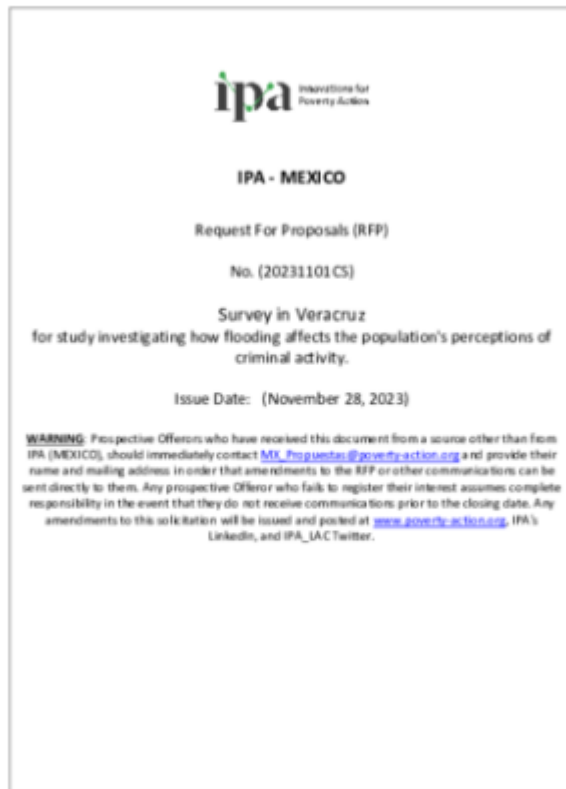 ipa Innovations for
Poverty Action
IPA - MEXICO
Request For Proposals (RFP)
No. (20231101CS)
Survey in Veracruz
for study investigating how flooding affects the population's perceptions of
criminal activity.
Issue Date: (November 28, 2023)
WARNING: Prospective Offerors who have received this document from a source other than from
IPA (MEXICO), should immediately contact MX_Propuestas@poverty-action.org and provide their
name and mailing address in order that amendments to the RFP or other communications can be
sent directly to them. Any prospective Offeror who fails to register their interest assumes complete
responsibility in the event that they do not receive communications prior to the closing date. Any
amendments to this solicitation will be issued and posted at www.poverty-action.org, IPA's
LinkedIn, and IPA_LAC Twitter.